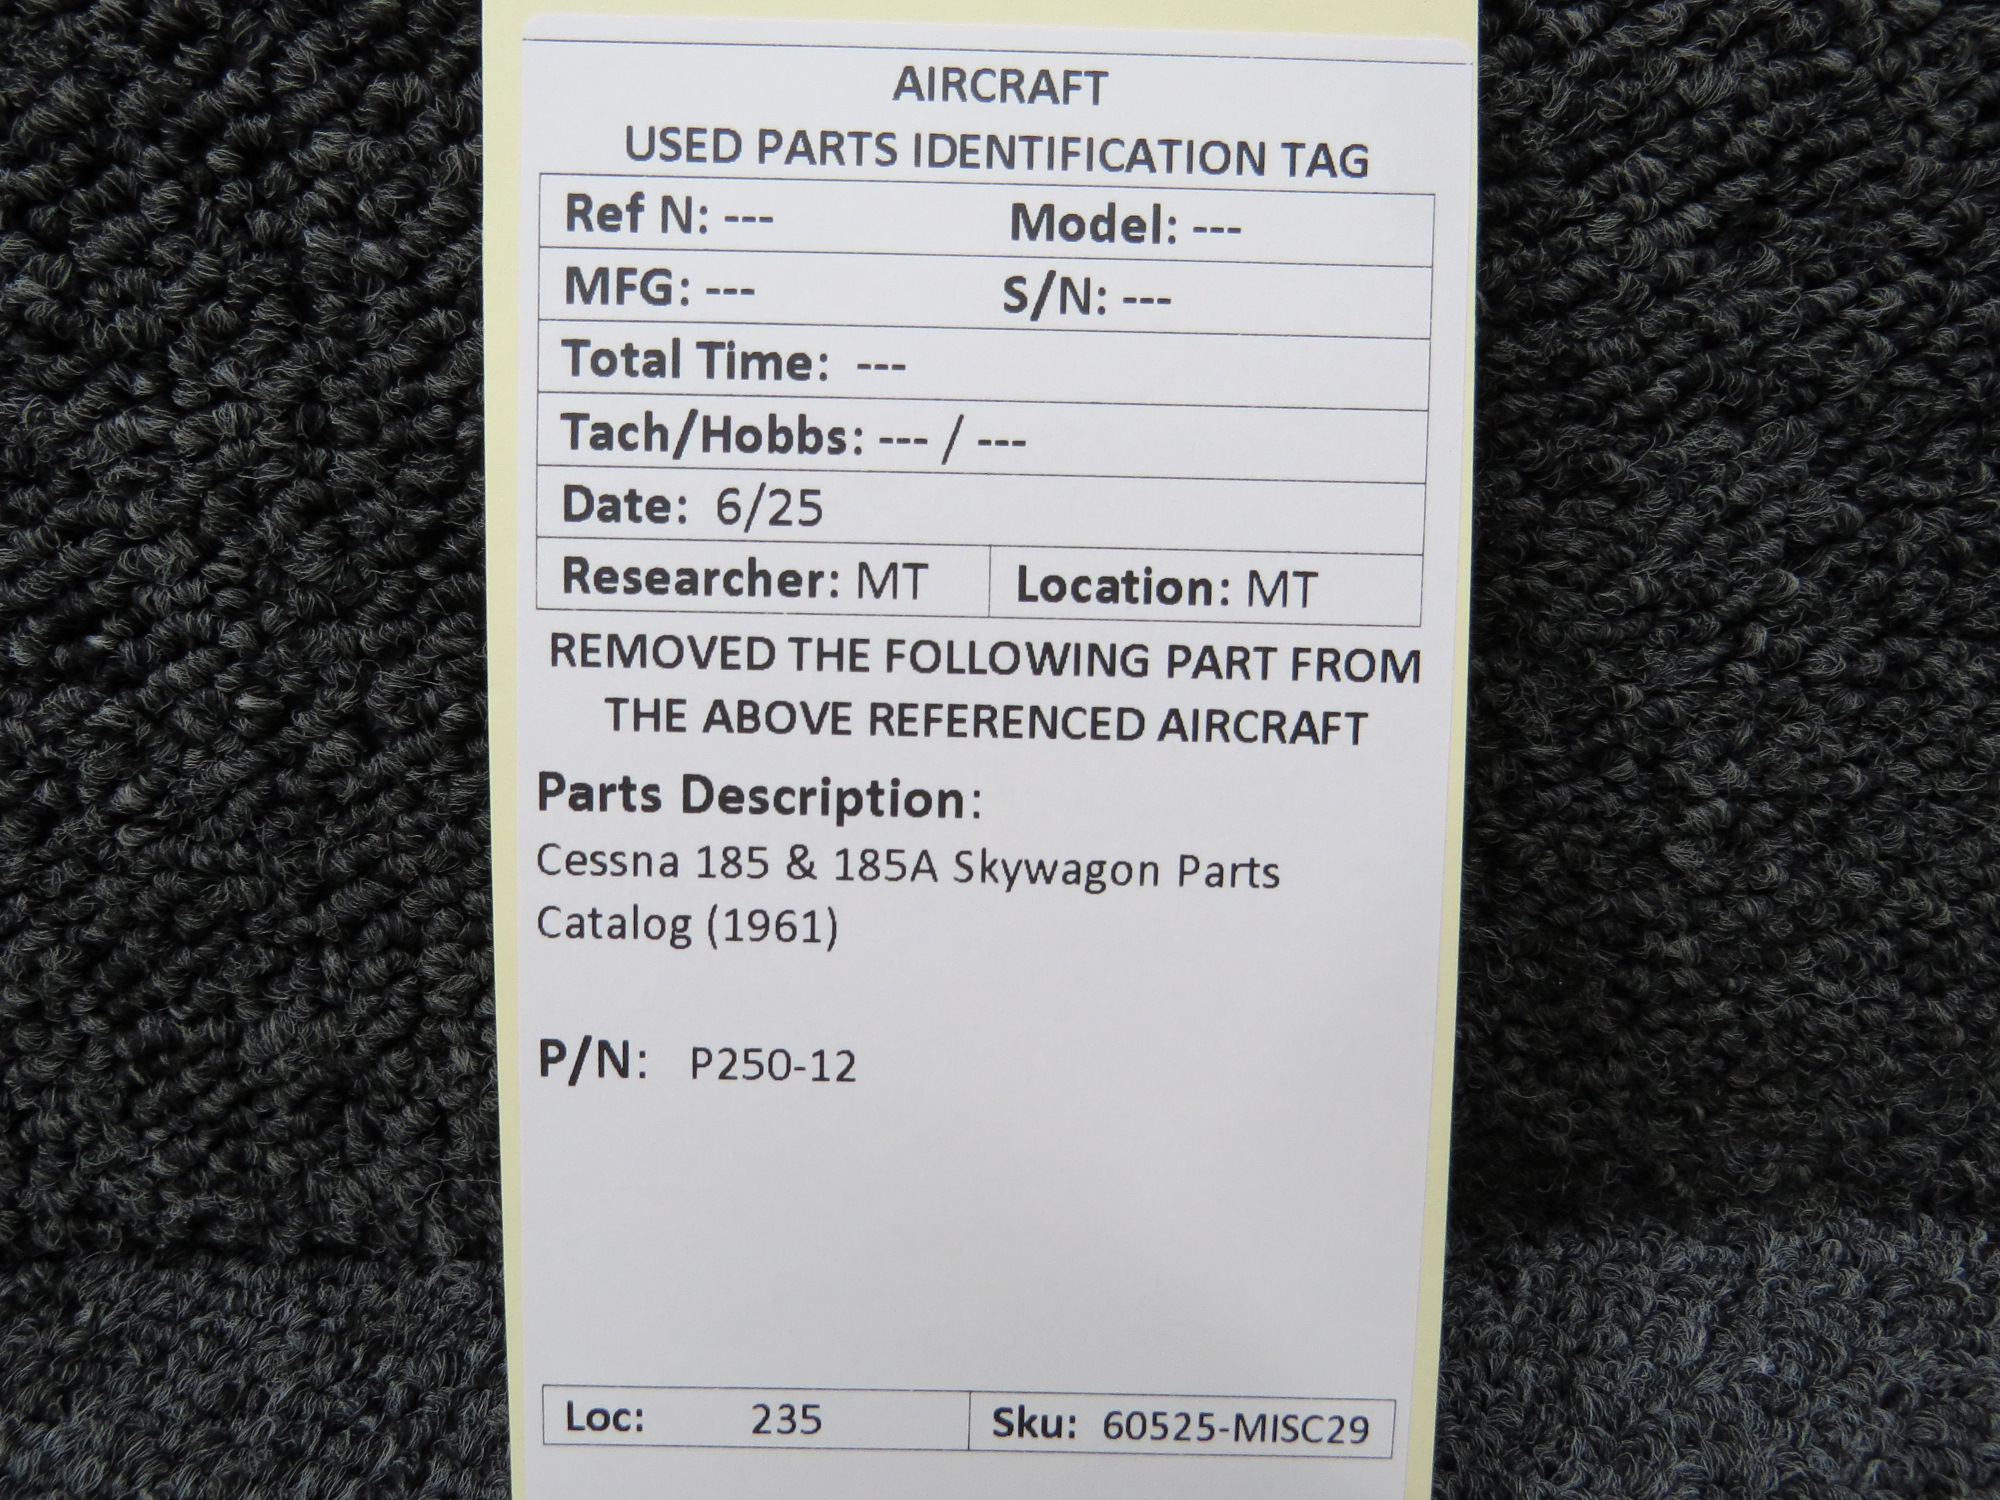 AIRCRAFT
USED PARTS IDENTIFICATION TAG
Ref N: --- Model: ---
MFG: --- S/N: ---
Total Time: ---
Tach/Hobbs: --- / ---
Date: 6/25
Researcher: MT Location: MT
REMOVED THE FOLLOWING PART FROM
THE ABOVE REFERENCED AIRCRAFT
Parts Description:
Cessna 185 & 185A Skywagon Parts
Catalog (1961)
P/N: P250-12
Loc: 235 Sku: 60525-MISC29